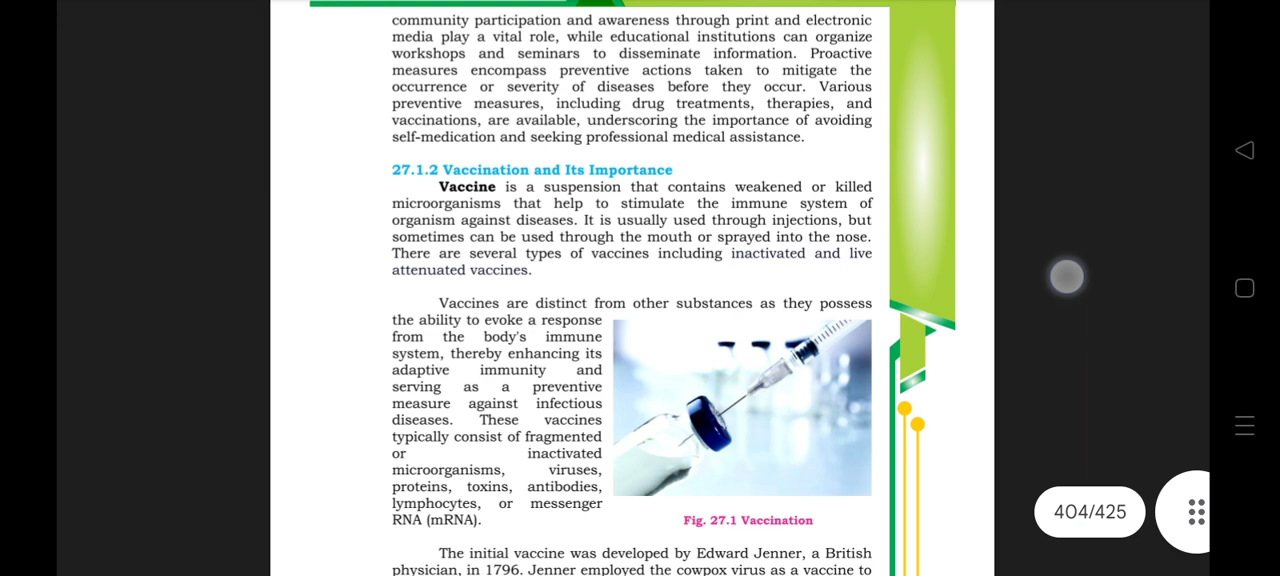 community participation and awareness through print and electronic
media play a vital role, while educational institutions can organize
workshops and seminars to disseminate information. Proactive
measures encompass preventive actions taken to mitigate the
occurrence or severity of diseases before they occur. Various
preventive measures, including drug treatments, therapies, and
vaccinations, are available, underscoring the importance of avoiding
self-medication and seeking professional medical assistance.
27.1.2 Vaccination and Its Importance
Vaccine is a suspension that contains weakened or killed
microorganisms that help to stimulate the immune system of
organism against diseases. It is usually used through injections, but
sometimes can be used through the mouth or sprayed into the nose.
There are several types of vaccines including inactivated and live
attenuated vaccines.
Vaccines are distinct from other substances as they possess
the ability to evoke a response
from the body's immune
system, thereby enhancing its
adaptive immunity and
serving as a preventive
measure against infectious
diseases. These vaccines
typically consist of fragmented
or inactivated
microorganisms, viruses,
proteins, toxins, antibodies,
lymphocytes, or messenger
RNA (mRNA).
Fig. 27.1 Vaccination
The initial vaccine was developed by Edward Jenner, a British
physician, in 1796. Jenner employed the cowpox virus as a vaccine to
404/425